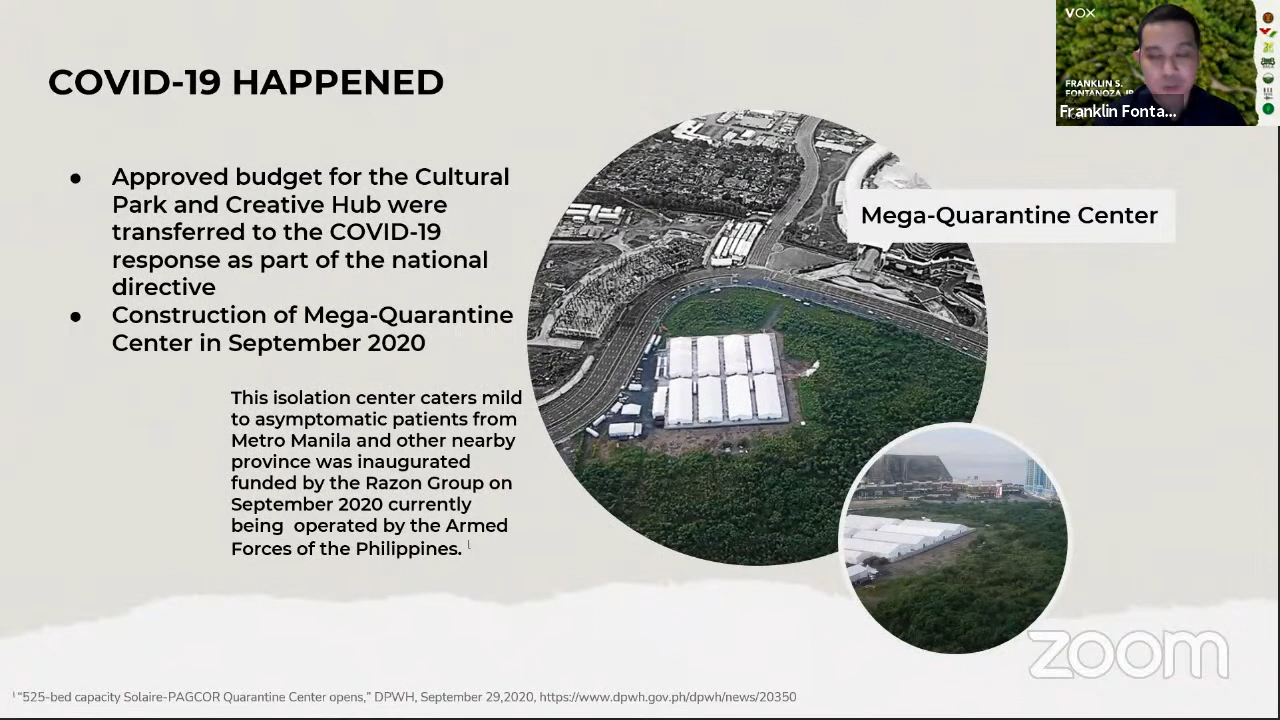 VOX
FRANKLIN S.
FONTANOZA JR
Franklin Fonta...
COVID-19 HAPPENED
● Approved budget for the Cultural
Park and Creative Hub were
transferred to the COVID-19
response as part of the national
directive
● Construction of Mega-Quarantine
Center in September 2020
This isolation center caters mild
to asymptomatic patients from
Metro Manila and other nearby
province was inaugurated
funded by the Razon Group on
September 2020 currently
being operated by the Armed
Forces of the Philippines. ¹
Mega-Quarantine Center
zoom
¹ “525-bed capacity Solaire-PAGCOR Quarantine Center opens,” DPWH, September 29,2020, https://www.dpwh.gov.ph/dpwh/news/20350